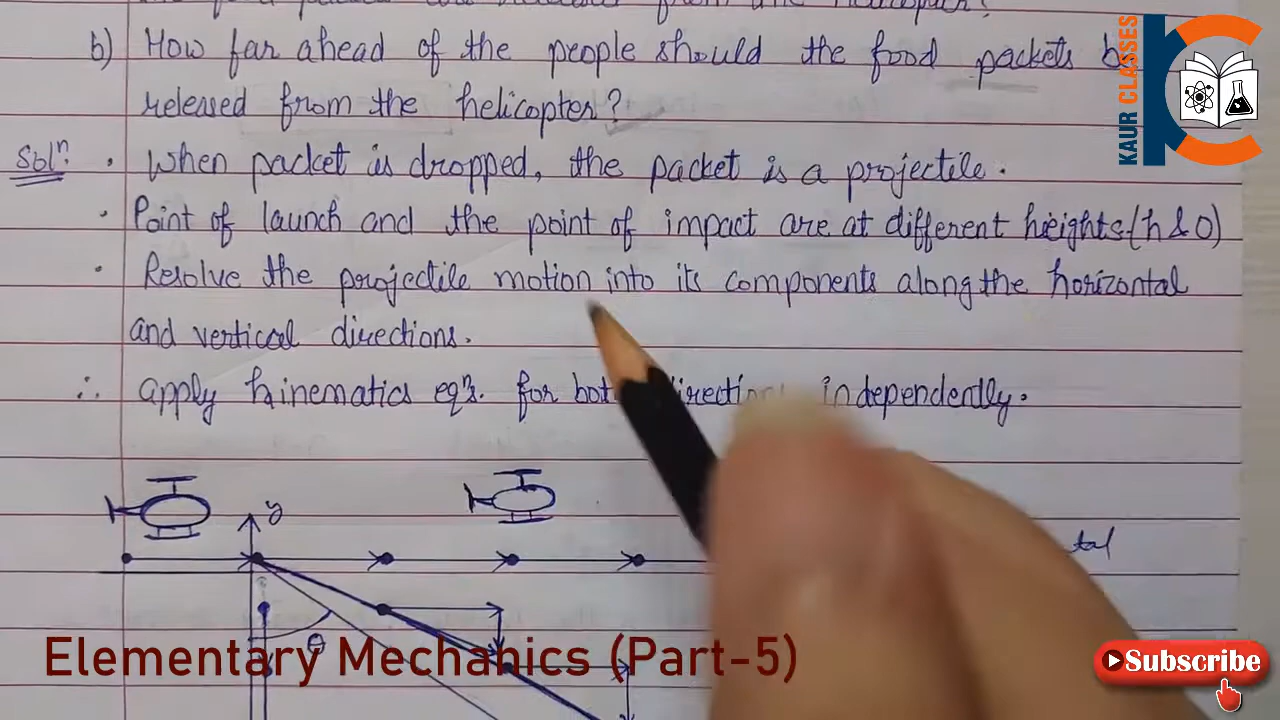 b) How far ahead of the people should the food packets be
released from the helicopter?
Solⁿ. · When packet is dropped, the packet is a projectile.
· Point of launch and the point of impact are at different heights (h & 0)
· Resolve the projectile motion into its components along the horizontal
and vertical directions.
∴ apply kinematics eqⁿs. for both directions independently.
y
θ
Elementary Mechanics (Part-5)
KAUR CLASSES
Subscribe